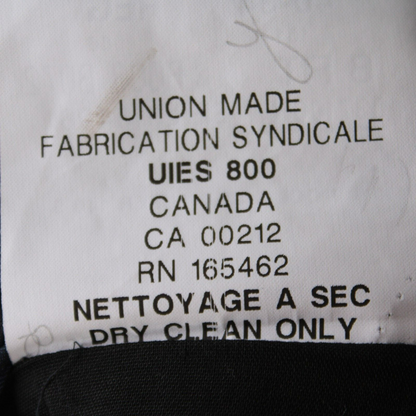 UNION MADE
FABRICATION SYNDICALE
UIES 800
CANADA
CA 00212
RN 165462
NETTOYAGE A SEC
DRY CLEAN ONLY